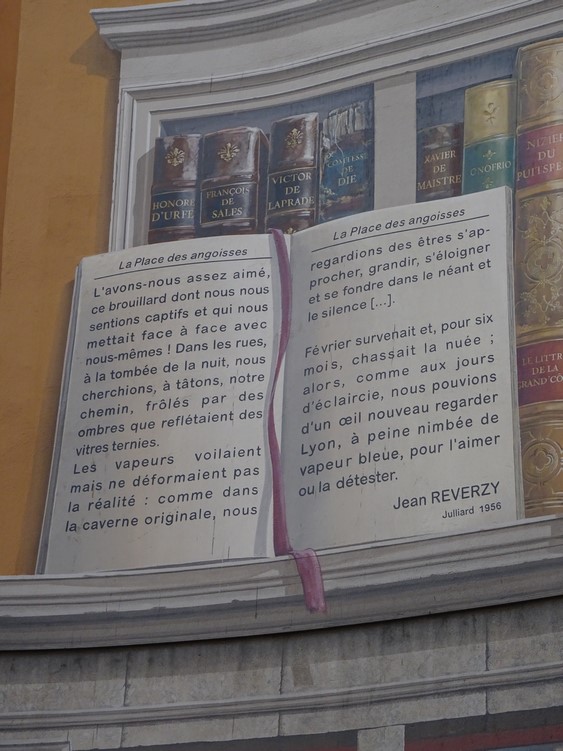 HONORÉ
D'URFÉ
FRANÇOIS
DE
SALES
VICTOR
DE
LAPRADE
COMTESSE
DE
DIE
XAVIER
DE
MAISTRE
ONOFRIO
NIZIER
DU
PUITSPELU
LE LITTRÉ
DE LA
GRAND'CÔTE
La Place des angoisses
L'avons-nous assez aimé,
ce brouillard dont nous nous
sentions captifs et qui nous
mettait face à face avec
nous-mêmes ! Dans les rues,
à la tombée de la nuit, nous
cherchions, à tâtons, notre
chemin, frôlés par des
ombres que reflétaient des
vitres ternies.
Les vapeurs voilaient
mais ne déformaient pas
la réalité : comme dans
la caverne originale, nous
La Place des angoisses
regardions des êtres s'ap-
procher, grandir, s'éloigner
et se fondre dans le néant et
le silence [...].
Février survenait et, pour six
mois, chassait la nuée ;
alors, comme aux jours
d'éclaircie, nous pouvions
d'un œil nouveau regarder
Lyon, à peine nimbée de
vapeur bleue, pour l'aimer
ou la détester.
Jean REVERZY
Julliard 1956